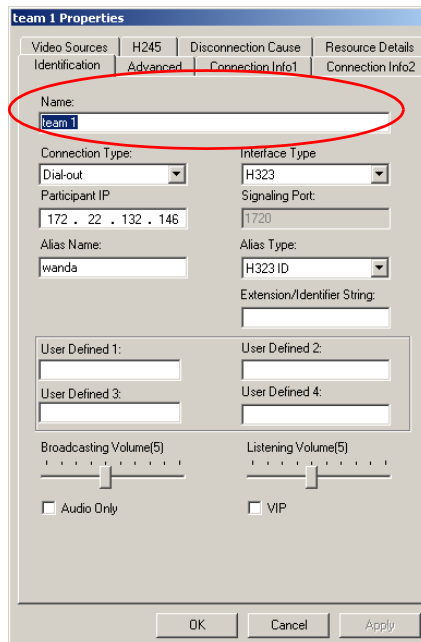 team 1 Properties
Video Sources H245 Disconnection Cause Resource Details
Identification Advanced Connection Info1 Connection Info2
Name:
team 1
Connection Type: Interface Type
Dial-out H323
Participant IP Signaling Port:
172 . 22 . 132 . 146 1720
Alias Name: Alias Type:
wanda H323 ID
Extension/Identifier String:
User Defined 1: User Defined 2:
User Defined 3: User Defined 4:
Broadcasting Volume(5) Listening Volume(5)
Audio Only VIP
OK Cancel Apply